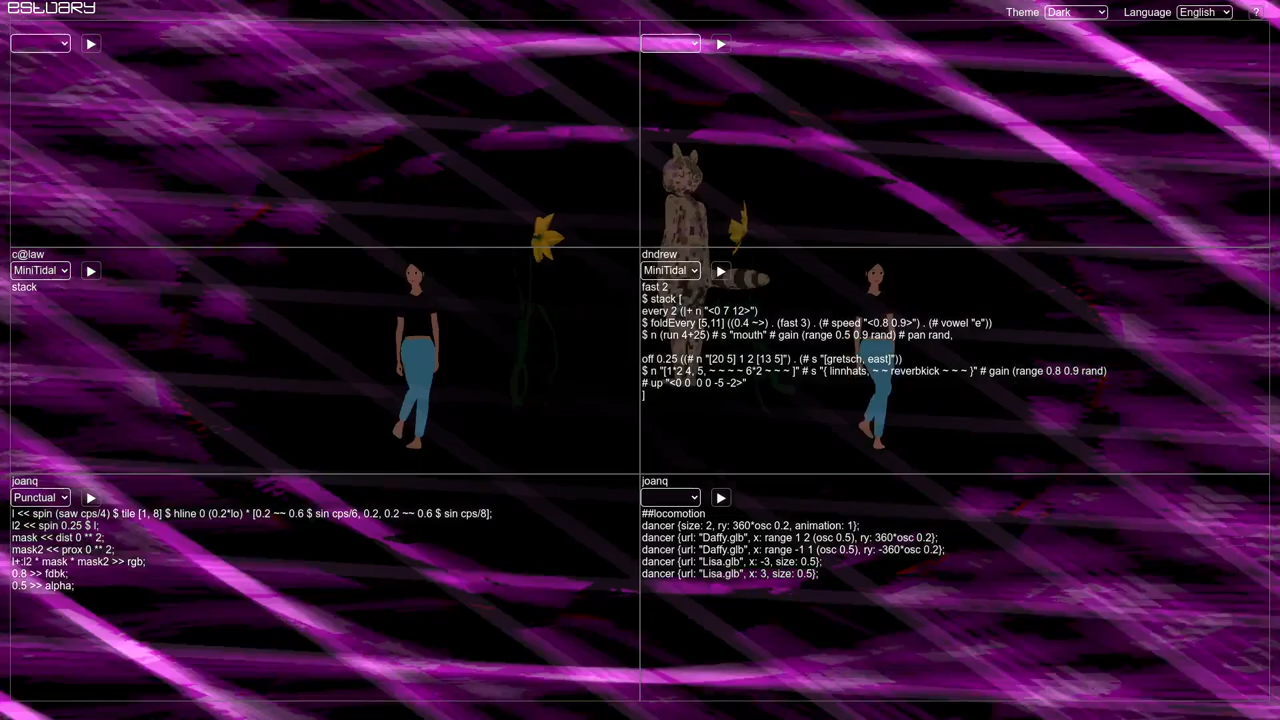 estuary
Theme Dark Language English ?
c@law
MiniTidal
stack
dndrew
MiniTidal
fast 2
$ stack [
every 2 (|+ n "<0 7 12>")
$ foldEvery [5,11] ((0.4 ~>) . (fast 3) . (# speed "<0.8 0.9>") . (# vowel "e"))
$ n (run 4+25) # s "mouth" # gain (range 0.5 0.9 rand) # pan rand,
off 0.25 ((# n "[20 5] 1 2 [13 5]") . (# s "[gretsch, east]"))
$ n "[1*2 4, 5, ~ ~ ~ ~ 6*2 ~ ~ ~ ]" # s "{ linnhats, ~ ~ reverbkick ~ ~ ~ }" # gain (range 0.8 0.9 rand)
# up "<0 0  0 0 -5 -2>"
]
joanq
Punctual
l << spin (saw cps/4) $ tile [1, 8] $ hline 0 (0.2*lo) * [0.2 ~~ 0.6 $ sin cps/6, 0.2, 0.2 ~~ 0.6 $ sin cps/8];
l2 << spin 0.25 $ l;
mask << dist 0 ** 2;
mask2 << prox 0 ** 2;
l+:l2 * mask * mask2 >> rgb;
0.8 >> fdbk;
0.5 >> alpha;
joanq
##locomotion
dancer {size: 2, ry: 360*osc 0.2, animation: 1};
dancer {url: "Daffy.glb", x: range 1 2 (osc 0.5), ry: 360*osc 0.2};
dancer {url: "Daffy.glb", x: range -1 1 (osc 0.5), ry: -360*osc 0.2};
dancer {url: "Lisa.glb", x: -3, size: 0.5};
dancer {url: "Lisa.glb", x: 3, size: 0.5};